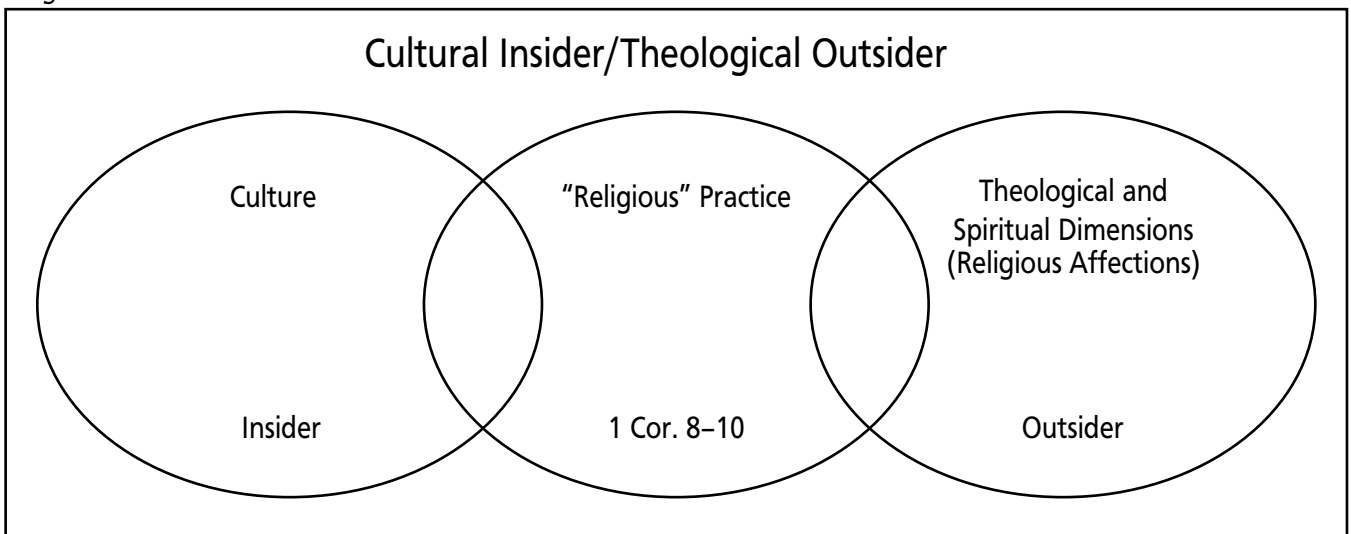 Cultural Insider/Theological Outsider
Culture
“Religious” Practice
Theological and
Spiritual Dimensions
(Religious Affections)
Insider
1 Cor. 8–10
Outsider